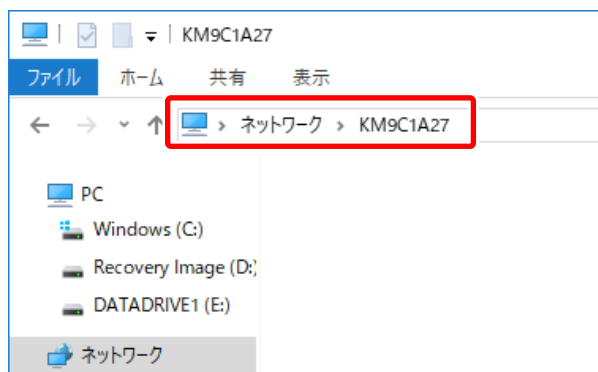 KM9C1A27
ファイル ホーム 共有 表示
ネットワーク › KM9C1A27
PC
Windows (C:)
Recovery Image (D:)
DATADRIVE1 (E:)
ネットワーク